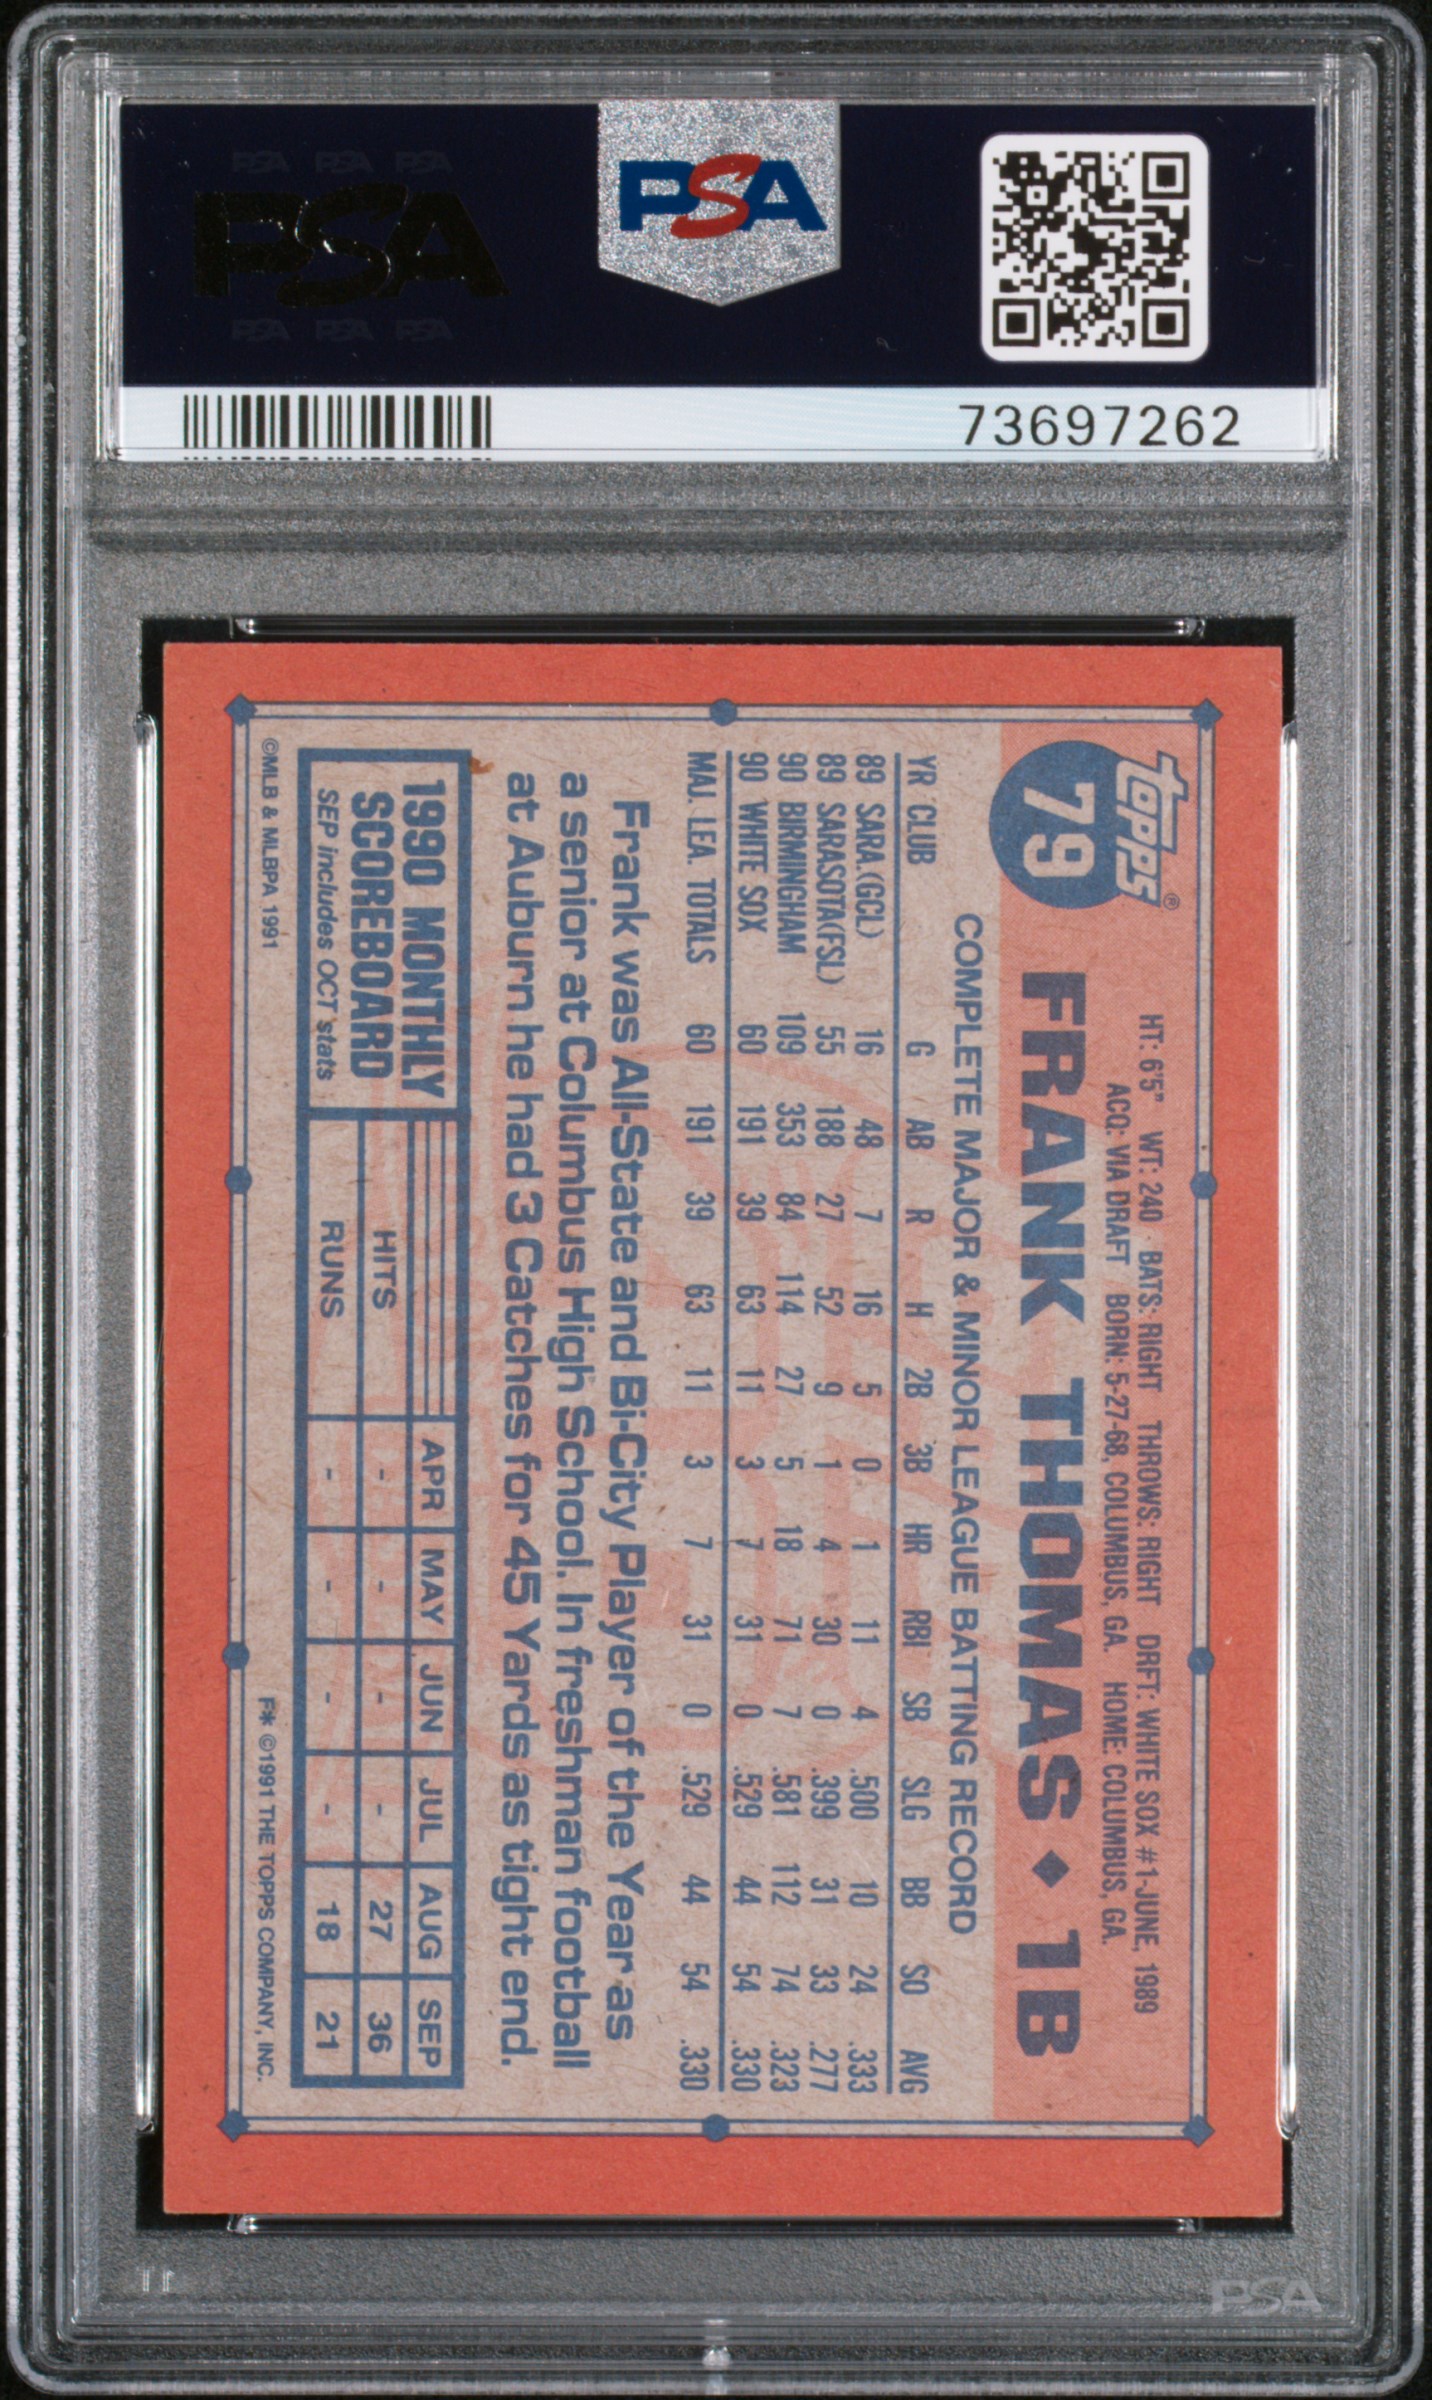 PSA PSA PSA
PSA
PSA PSA PSA
PSA
73697262
topps®
79
HT: 6'5" WT: 240 BATS: RIGHT THROWS: RIGHT DRFT: WHITE SOX #1-JUNE, 1989
ACQ: VIA DRAFT BORN: 5-27-68, COLUMBUS, GA. HOME: COLUMBUS, GA.
FRANK THOMAS ♦ 1B
COMPLETE MAJOR & MINOR LEAGUE BATTING RECORD
YR CLUB G AB R H 2B 3B HR RBI SB SLG BB SO AVG
89 SARA.(GCL) 16 48 7 16 5 0 1 11 4 .500 10 24 .333
89 SARASOTA(FSL) 55 188 27 52 9 1 4 30 0 .399 31 33 .277
90 BIRMINGHAM 109 353 84 114 27 5 18 71 7 .581 112 74 .323
90 WHITE SOX 60 191 39 63 11 3 7 31 0 .529 44 54 .330
MAJ. LEA. TOTALS 60 191 39 63 11 3 7 31 0 .529 44 54 .330
Frank was All-State and Bi-City Player of the Year as
a senior at Columbus High School. In freshman football
at Auburn he had 3 Catches for 45 Yards as tight end.
1990 MONTHLY
SCOREBOARD
SEP includes OCT stats
APR MAY JUN JUL AUG SEP
HITS - - - - 27 36
RUNS - - - - 18 21
©MLB & MLBPA 1991
F* ©1991 THE TOPPS COMPANY, INC.
PSA